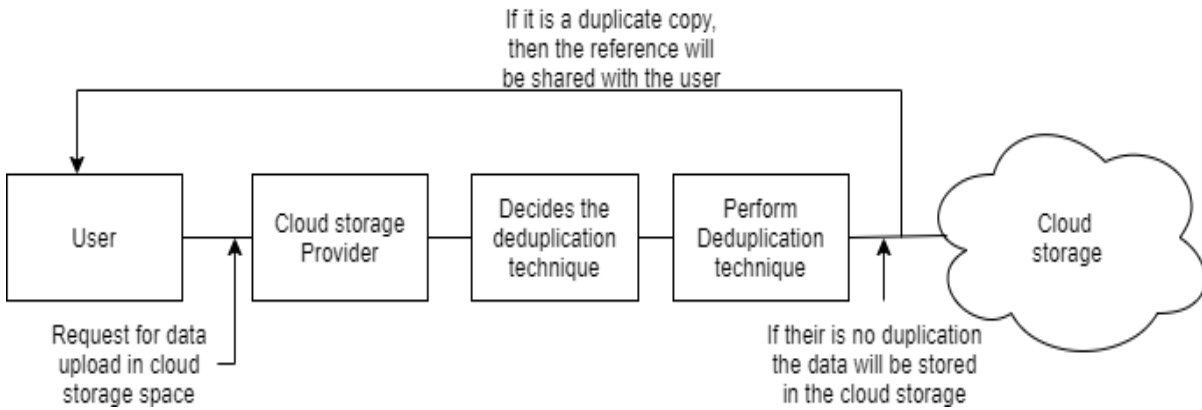 If it is a duplicate copy,
then the reference will
be shared with the user
User
Cloud storage
Provider
Decides the
deduplication
technique
Perform
Deduplication
technique
Cloud
storage
Request for data
upload in cloud
storage space
If their is no duplication
the data will be stored
in the cloud storage